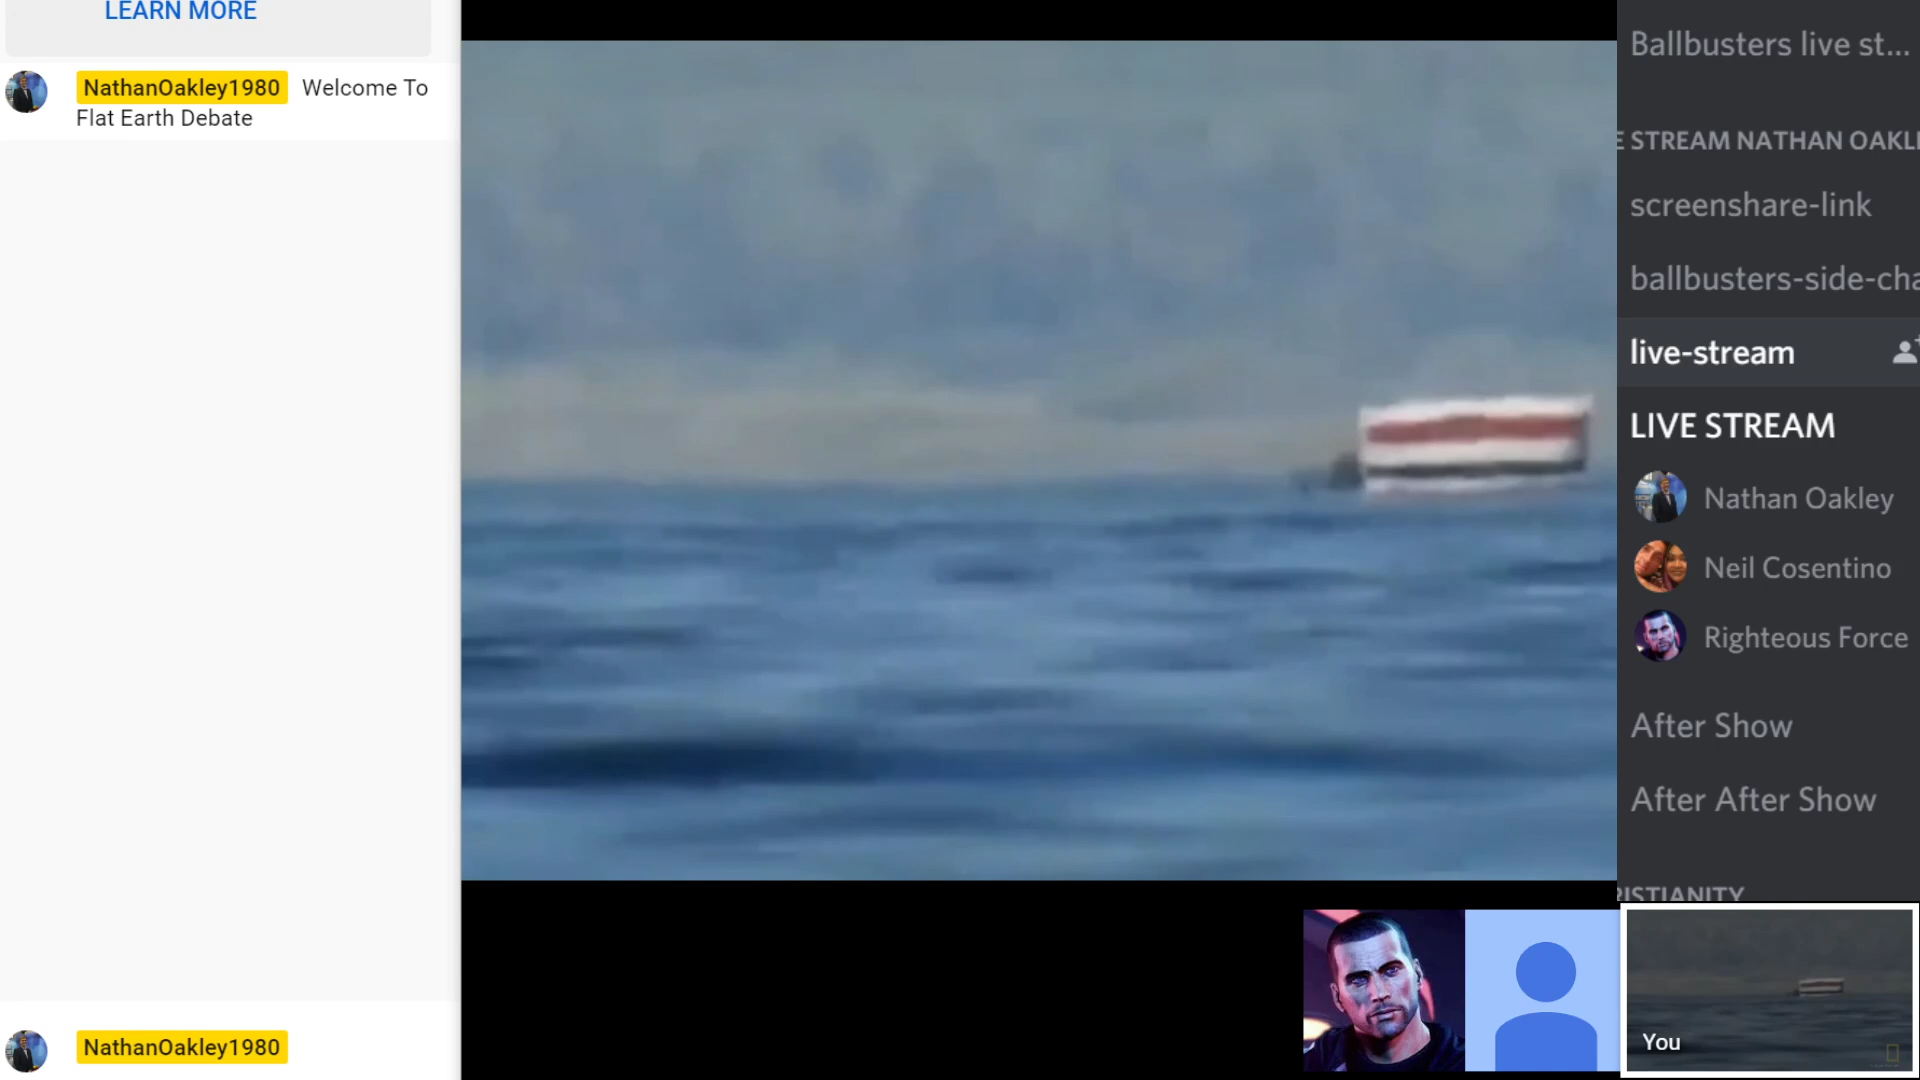 LEARN MORE
NathanOakley1980 Welcome To
Flat Earth Debate
NathanOakley1980
Ballbusters live st...
E STREAM NATHAN OAKL
screenshare-link
ballbusters-side-cha
live-stream
LIVE STREAM
Nathan Oakley
Neil Cosentino
Righteous Force
After Show
After After Show
RISTIANITY
You